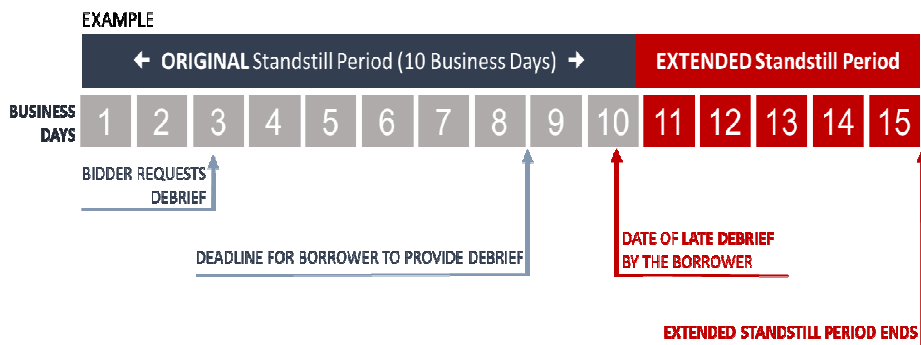 EXAMPLE
← ORIGINAL Standstill Period (10 Business Days) →
EXTENDED Standstill Period
BUSINESS
DAYS
1 2 3 4 5 6 7 8 9 10 11 12 13 14 15
BIDDER REQUESTS
DEBRIEF
DEADLINE FOR BORROWER TO PROVIDE DEBRIEF
DATE OF LATE DEBRIEF
BY THE BORROWER
EXTENDED STANDSTILL PERIOD ENDS